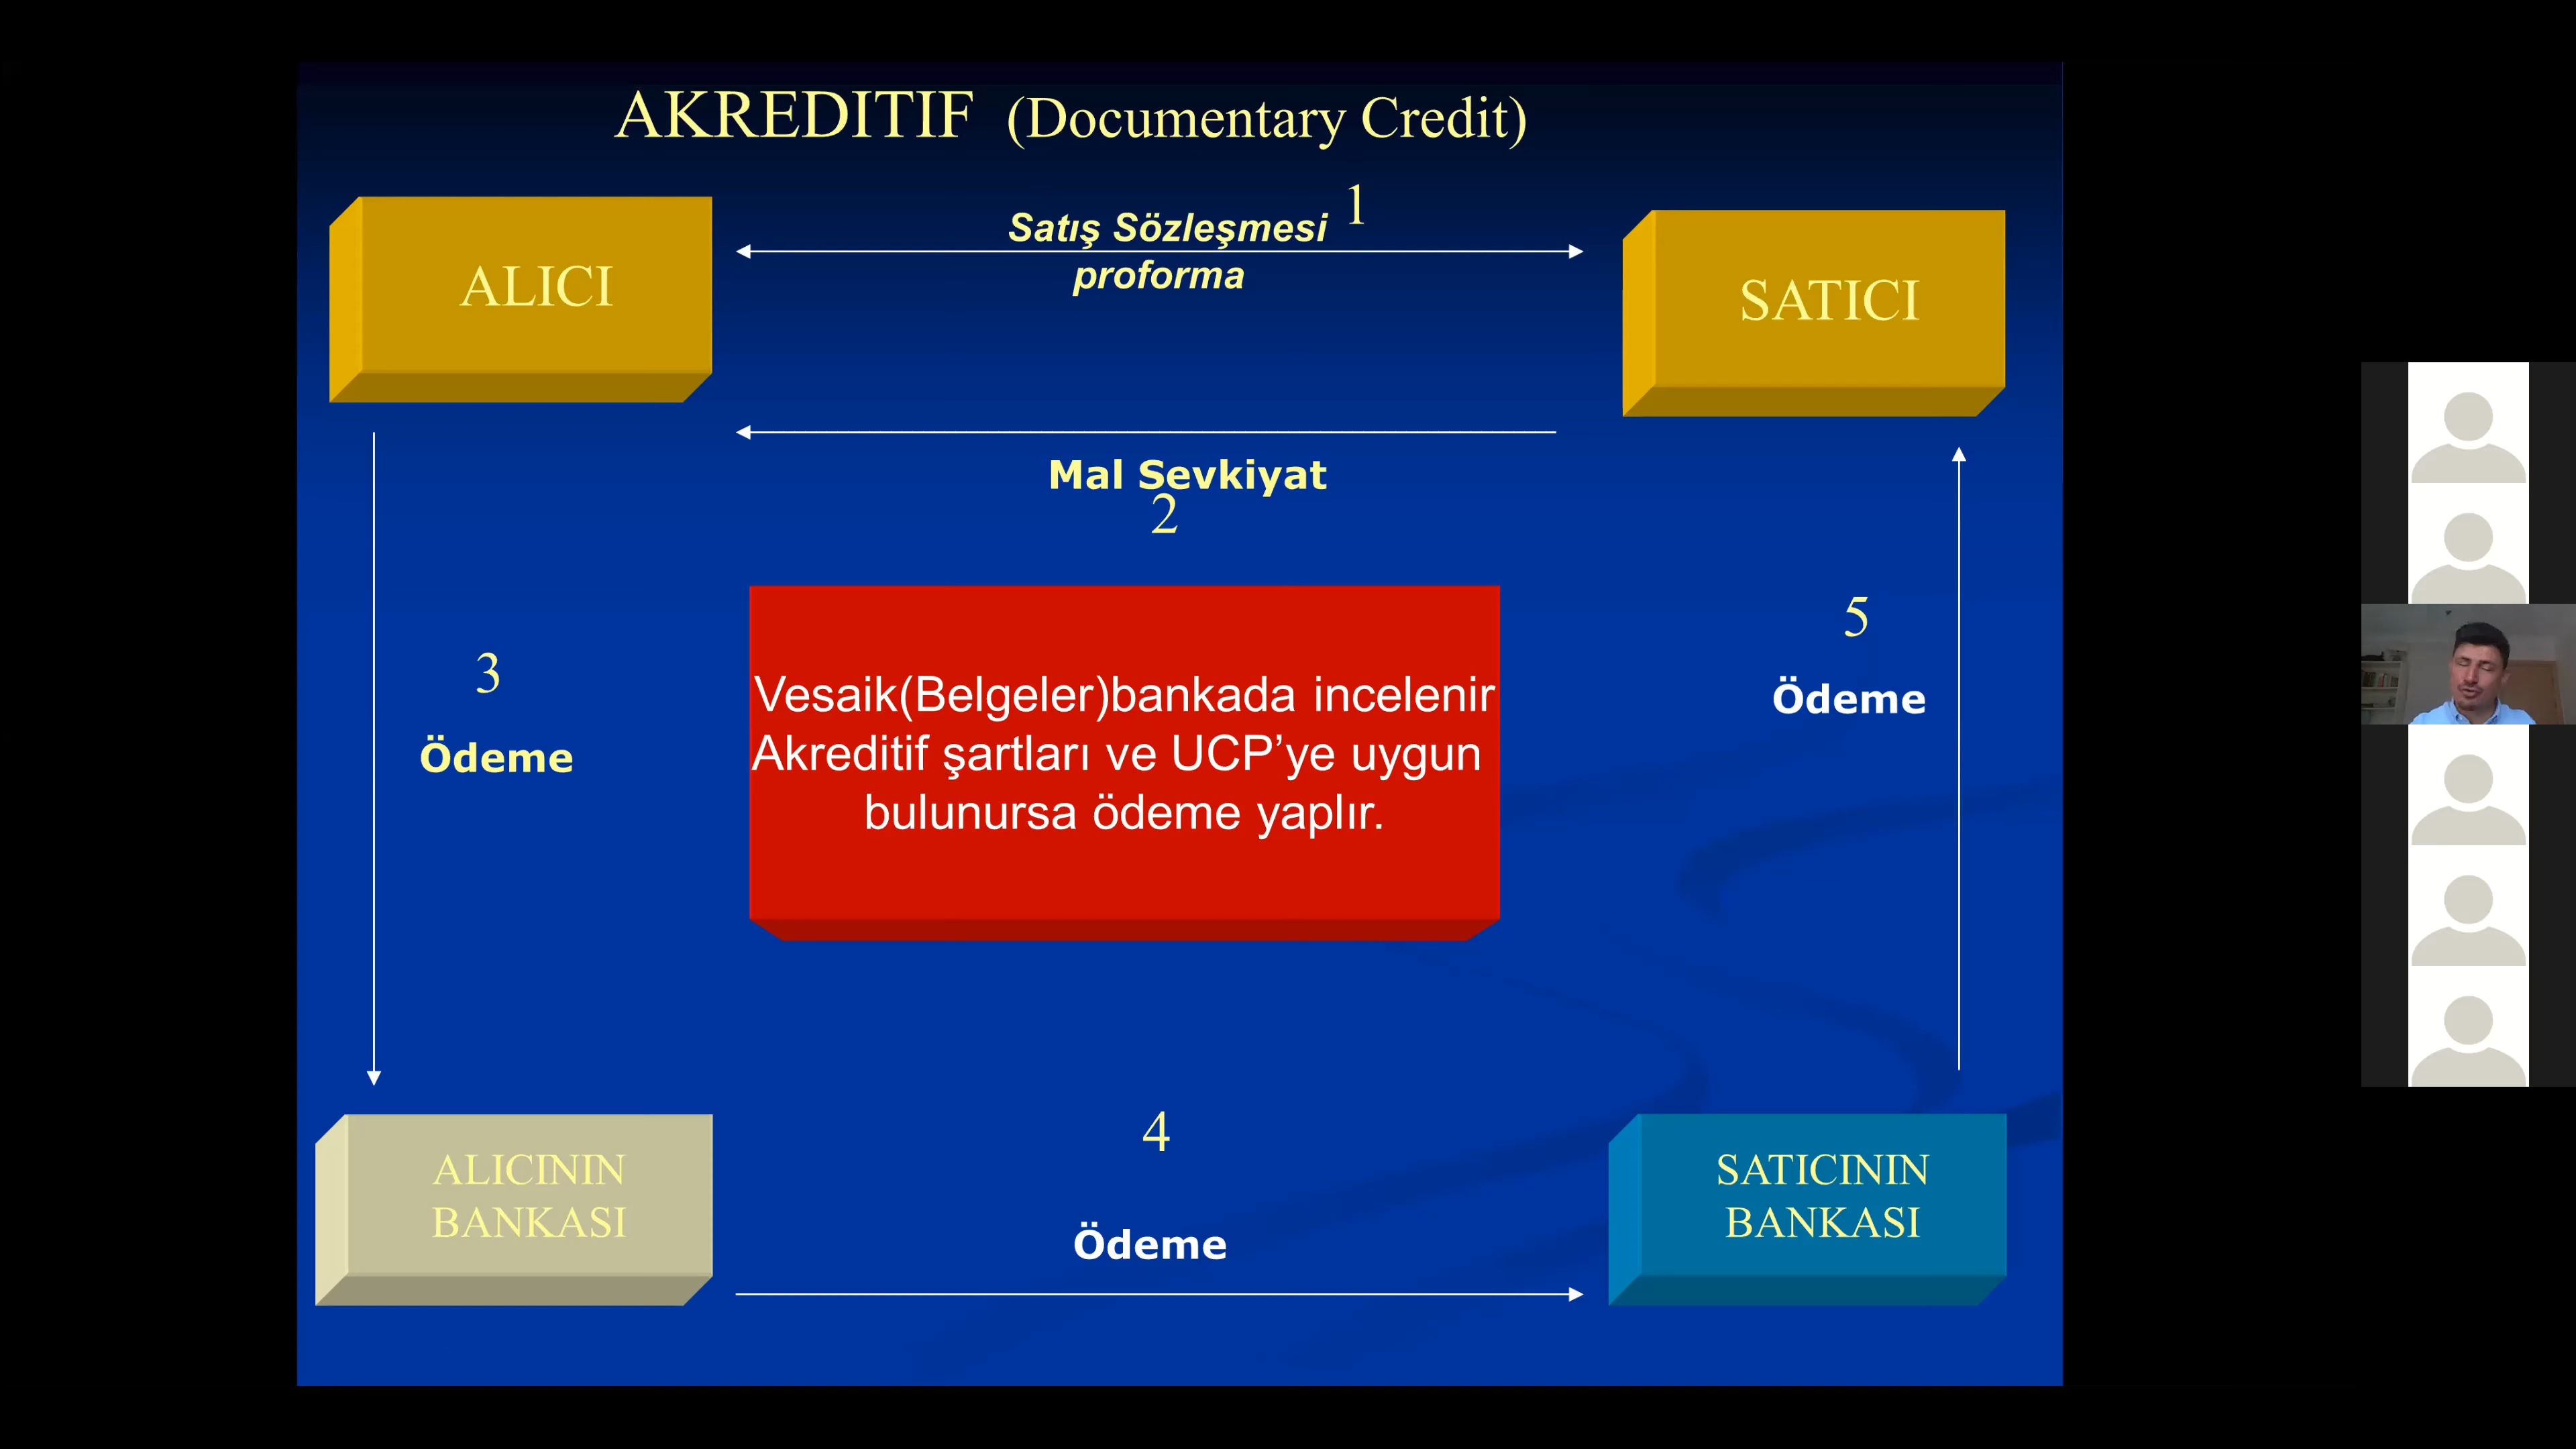 AKREDITIF (Documentary Credit)
1
Satış Sözleşmesi
proforma
ALICI
SATICI
Mal Sevkiyat
2
3
Ödeme
Vesaik(Belgeler)bankada incelenir
Akreditif şartları ve UCP’ye uygun
bulunursa ödeme yaplır.
5
Ödeme
4
Ödeme
ALICININ
BANKASI
SATICININ
BANKASI